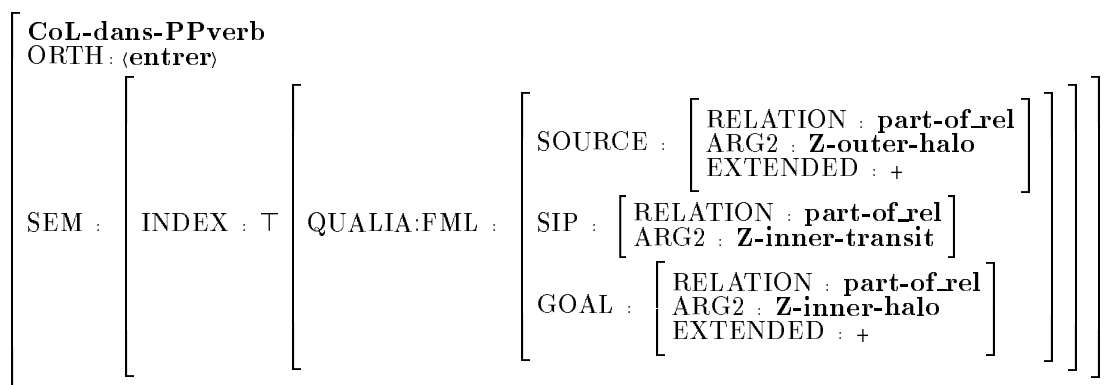 CoL-dans-PPverb
ORTH : ⟨entrer⟩
RELATION : part-of_rel
SOURCE : ARG2 : Z-outer-halo
EXTENDED : +
SEM : INDEX : ⊤ QUALIA:FML : SIP : RELATION : part-of_rel
ARG2 : Z-inner-transit
RELATION : part-of_rel
GOAL : ARG2 : Z-inner-halo
EXTENDED : +